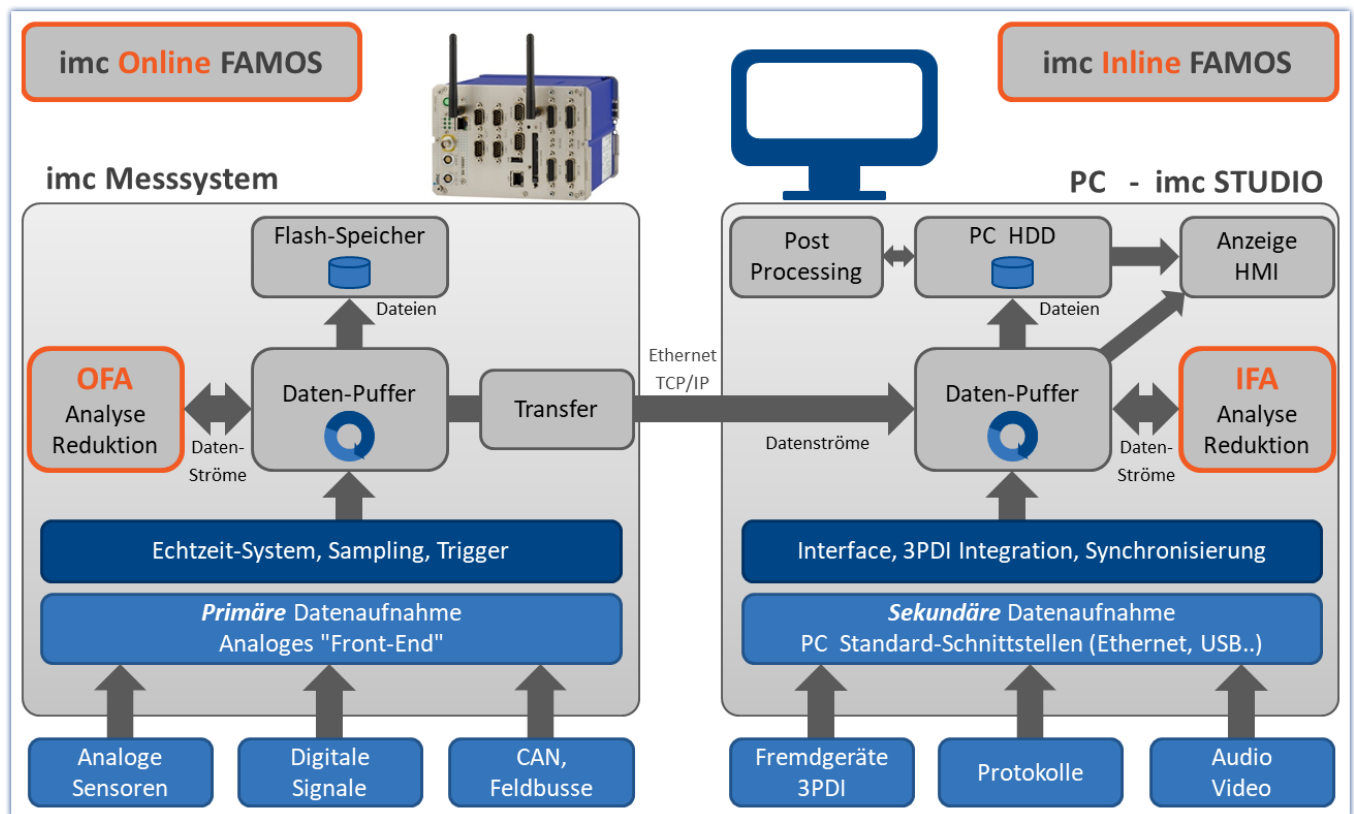 imc Online FAMOS
imc Inline FAMOS
imc Messsystem
PC - imc STUDIO
Flash-Speicher
Dateien
OFA
Analyse
Reduktion
Daten-
Ströme
Daten-Puffer
Transfer
Ethernet
TCP/IP
Echtzeit-System, Sampling, Trigger
Primäre Datenaufnahme
Analoges "Front-End"
Analoge
Sensoren
Digitale
Signale
CAN,
Feldbusse
Post
Processing
PC HDD
Anzeige
HMI
Dateien
Datenströme
Daten-Puffer
Daten-
Ströme
IFA
Analyse
Reduktion
Interface, 3PDI Integration, Synchronisierung
Sekundäre Datenaufnahme
PC Standard-Schnittstellen (Ethernet, USB..)
Fremdgeräte
3PDI
Protokolle
Audio
Video